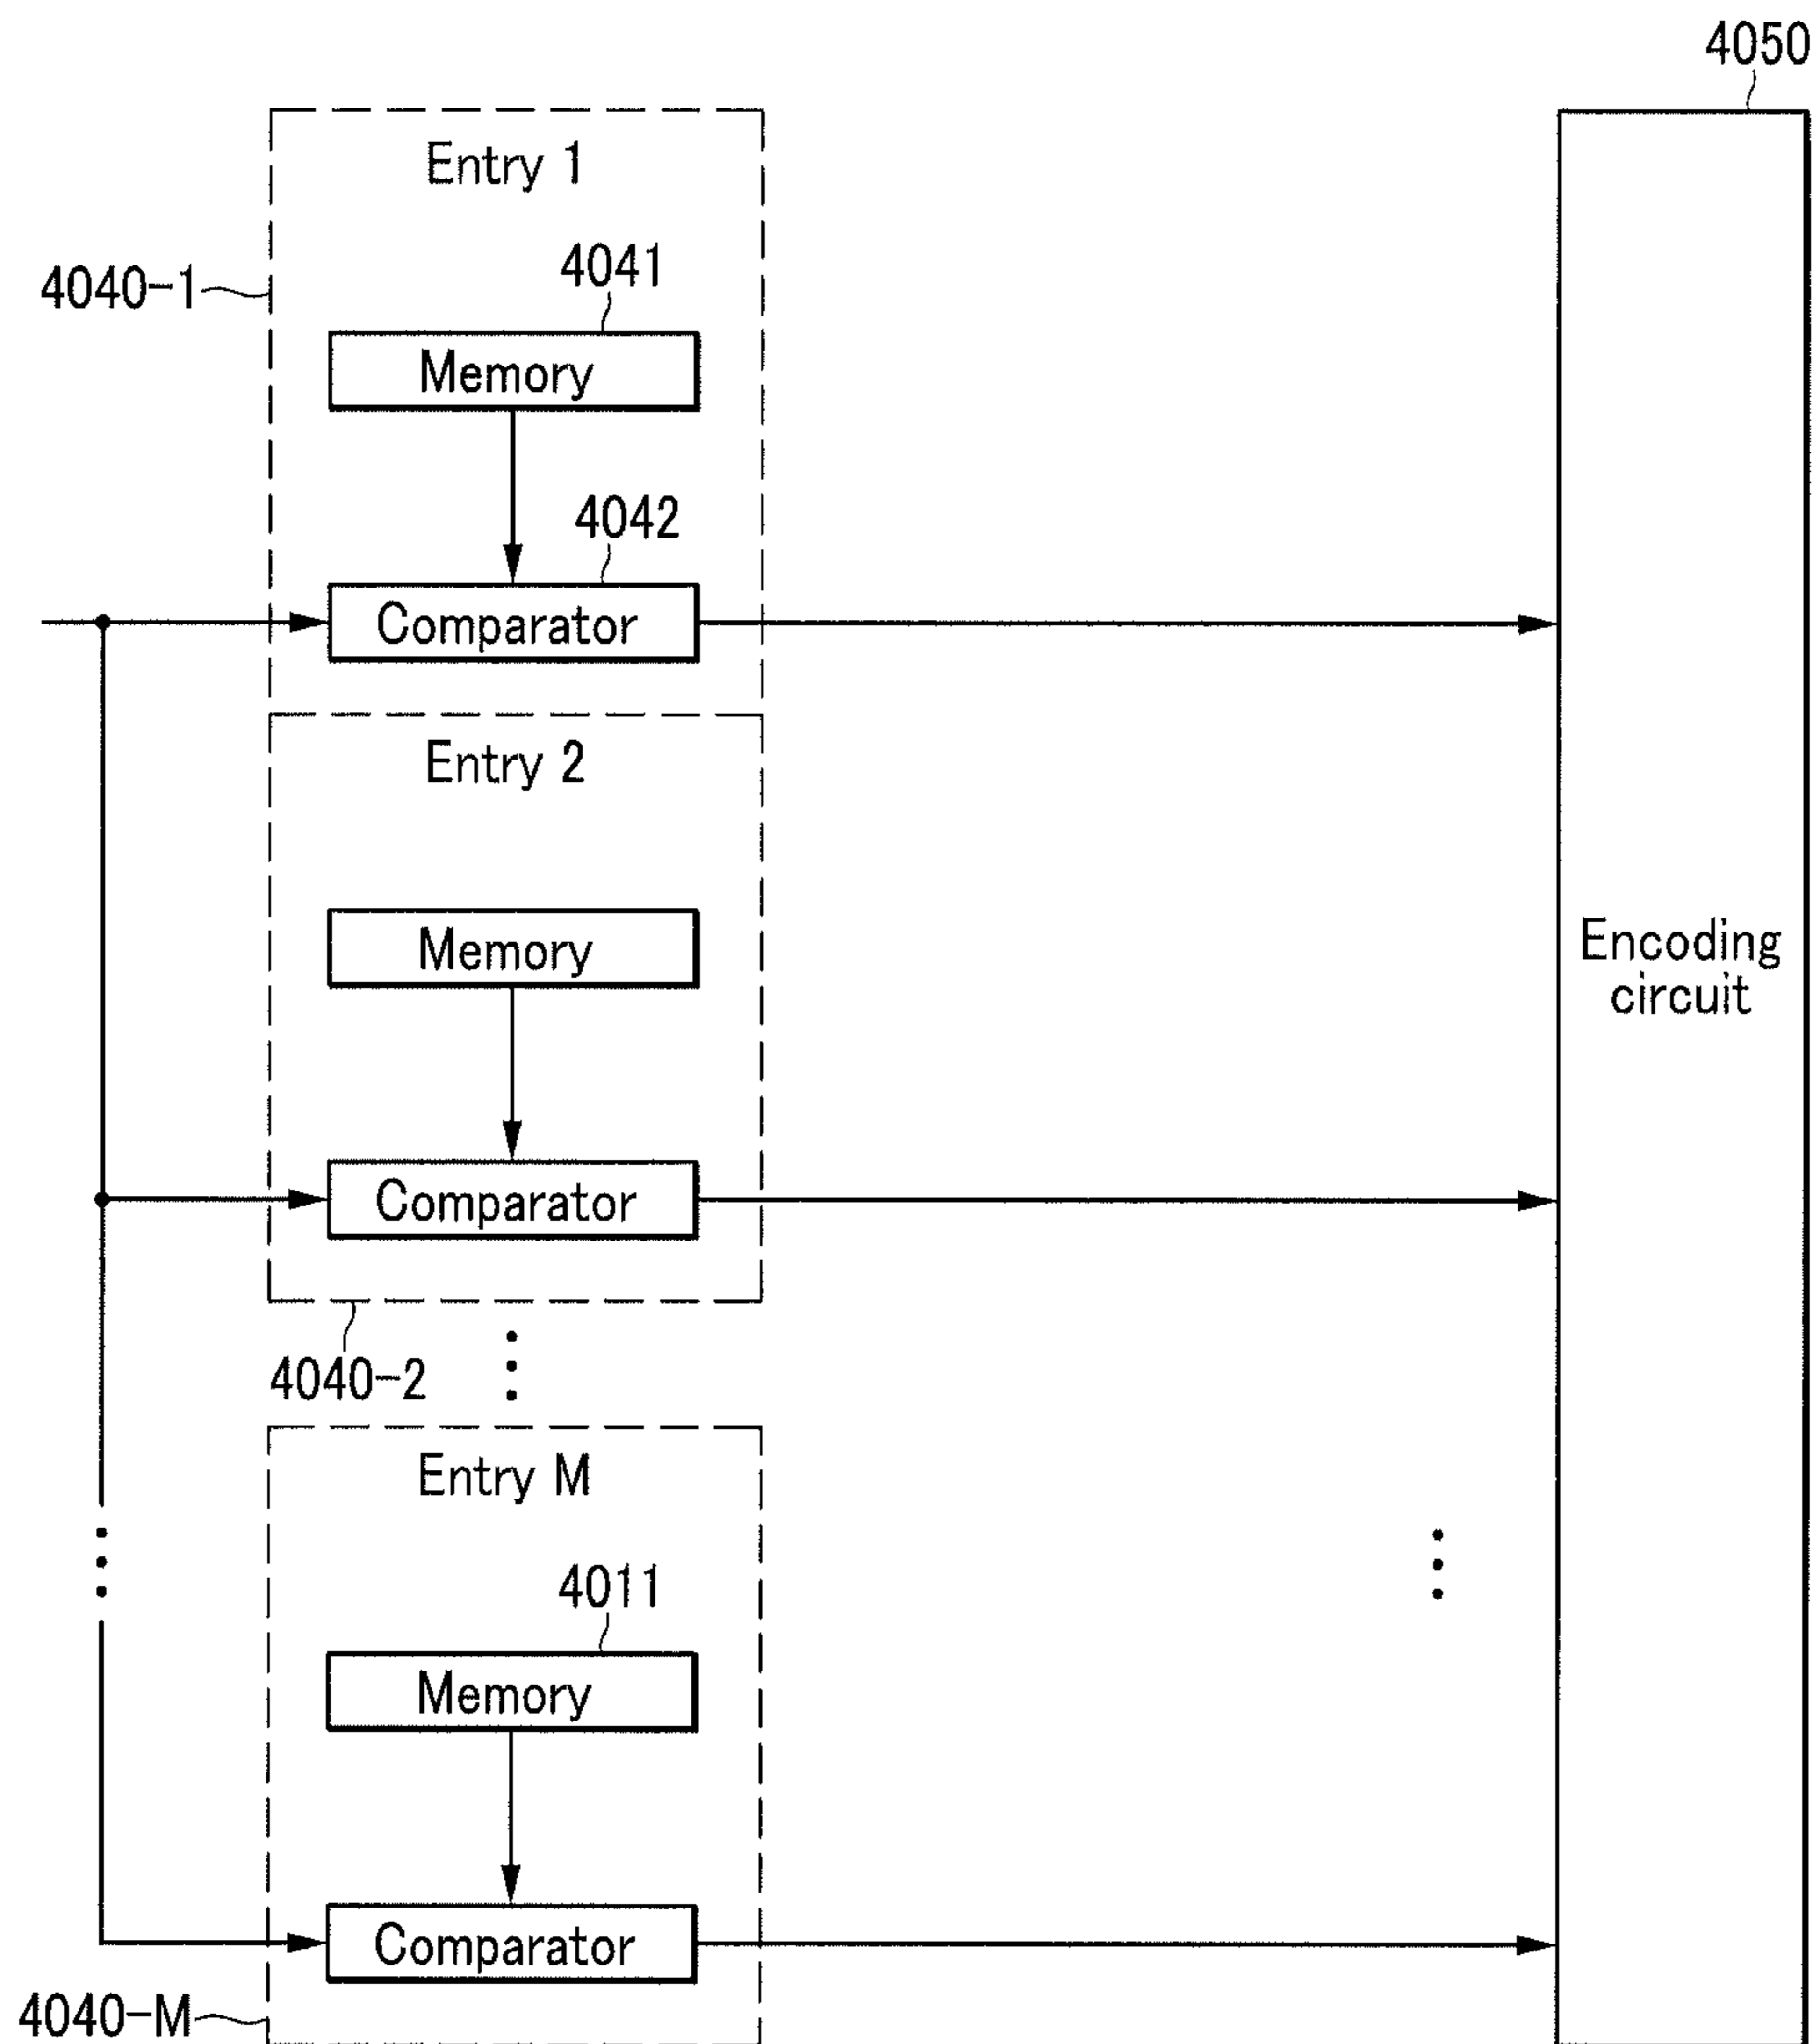 4050
Entry 1
4040-1
4041
Memory
4042
Comparator
Entry 2
Memory
Encoding
circuit
Comparator
4040-2
Entry M
4011
Memory
Comparator
4040-M